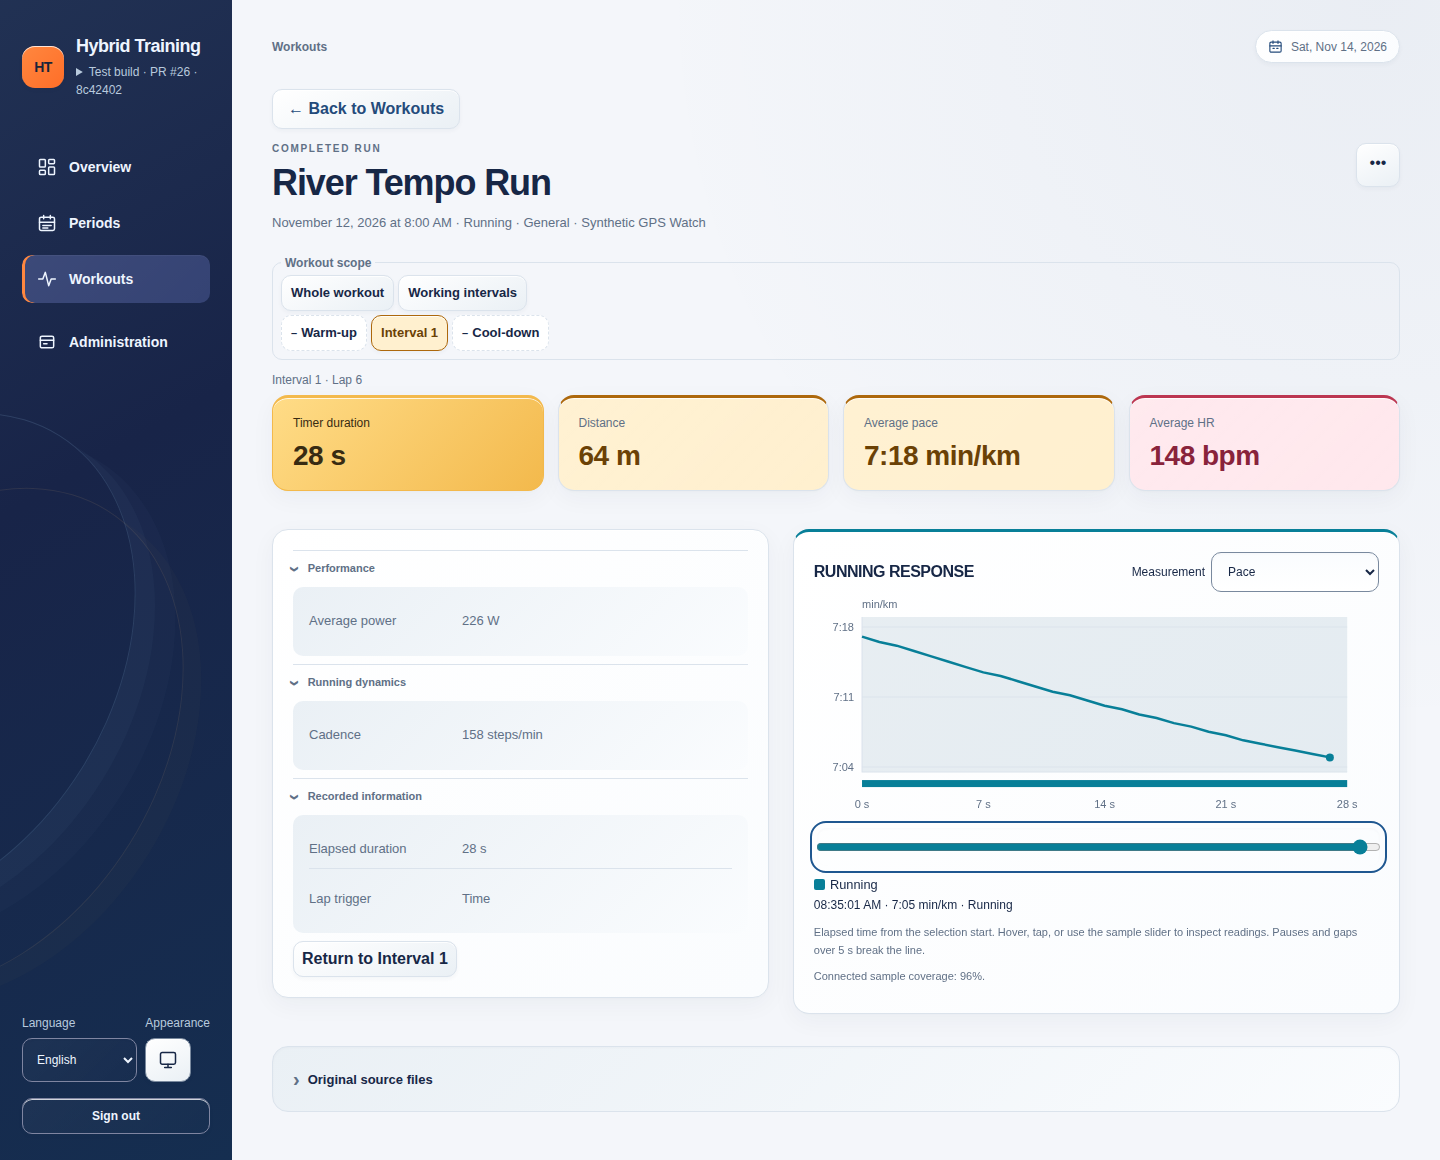 HT
Hybrid Training
▶ Test build · PR #26 ·
8c42402
Overview
Periods
Workouts
Administration
Language
Appearance
English
Sign out
Workouts
Sat, Nov 14, 2026
← Back to Workouts
COMPLETED RUN
River Tempo Run
•••
November 12, 2026 at 8:00 AM · Running · General · Synthetic GPS Watch
Workout scope
Whole workout
Working intervals
– Warm-up
Interval 1
– Cool-down
Interval 1 · Lap 6
Timer duration
28 s
Distance
64 m
Average pace
7:18 min/km
Average HR
148 bpm
Performance
Average power 226 W
Running dynamics
Cadence 158 steps/min
Recorded information
Elapsed duration 28 s
Lap trigger Time
Return to Interval 1
RUNNING RESPONSE
Measurement
Pace
min/km
7:18
7:11
7:04
0 s 7 s 14 s 21 s 28 s
Running
08:35:01 AM · 7:05 min/km · Running
Elapsed time from the selection start. Hover, tap, or use the sample slider to inspect readings. Pauses and gaps
over 5 s break the line.
Connected sample coverage: 96%.
› Original source files